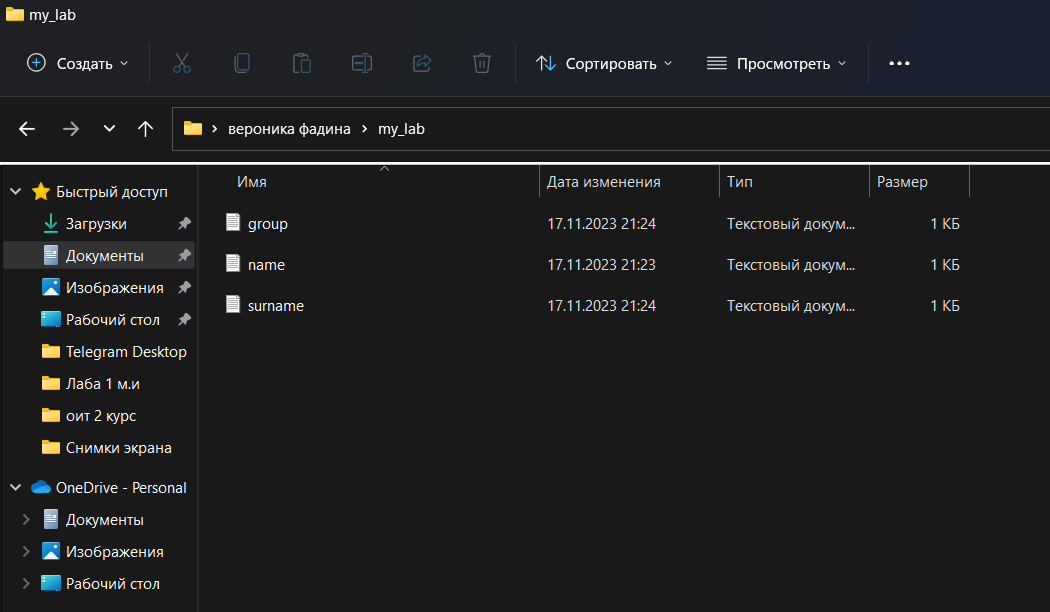 my_lab
Создать Сортировать Просмотреть
вероника фадина my_lab
Имя Дата изменения Тип Размер
Быстрый доступ
Загрузки
Документы
Изображения
Рабочий стол
Telegram Desktop
Лаба 1 м.и
оит 2 курс
Снимки экрана
OneDrive - Personal
Документы
Изображения
Рабочий стол
group 17.11.2023 21:24 Текстовый докум... 1 КБ
name 17.11.2023 21:23 Текстовый докум... 1 КБ
surname 17.11.2023 21:24 Текстовый докум... 1 КБ